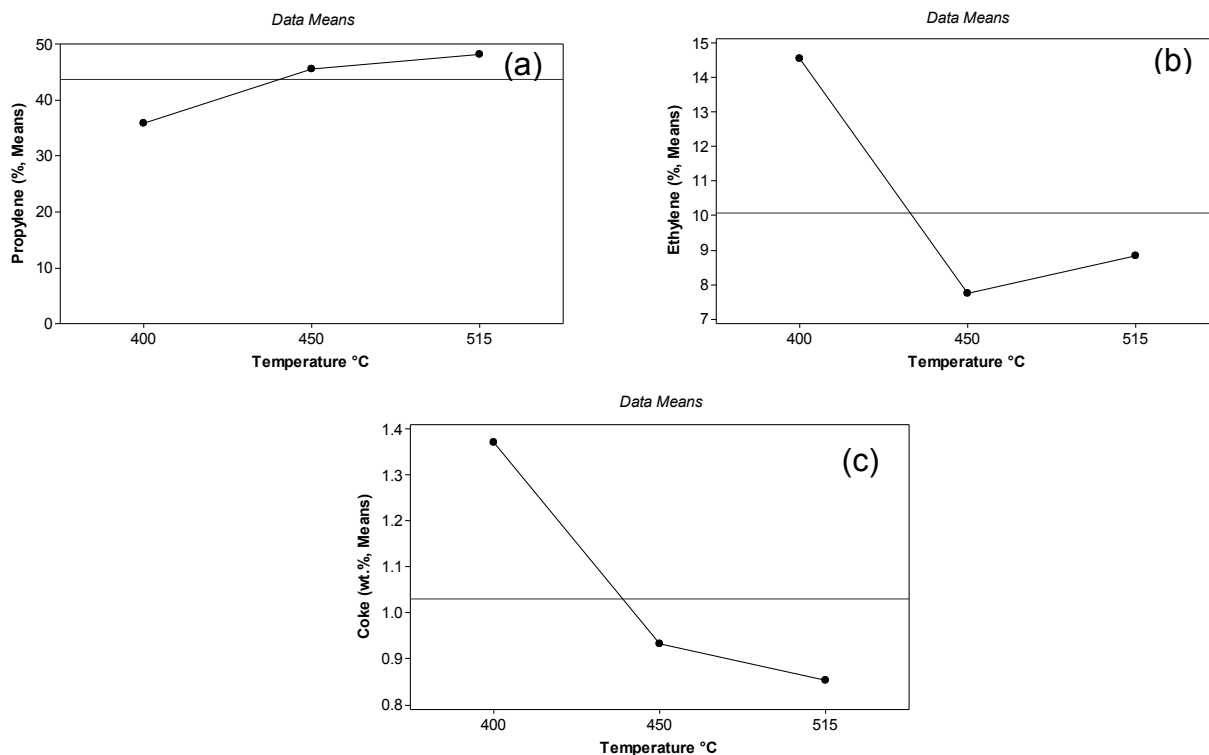 Data Means
(a)
50
40
30
20
10
0
Propylene (%, Means)
400 450 515
Temperature °C
Data Means
(b)
15
14
13
12
11
10
9
8
7
Ethylene (%, Means)
400 450 515
Temperature °C
Data Means
(c)
1.4
1.3
1.2
1.1
1.0
0.9
0.8
Coke (wt.%, Means)
400 450 515
Temperature °C